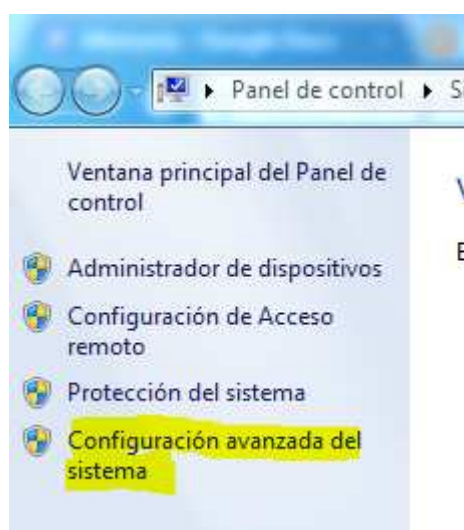 Panel de control
Ventana principal del Panel de
control
Administrador de dispositivos
Configuración de Acceso
remoto
Protección del sistema
Configuración avanzada del
sistema